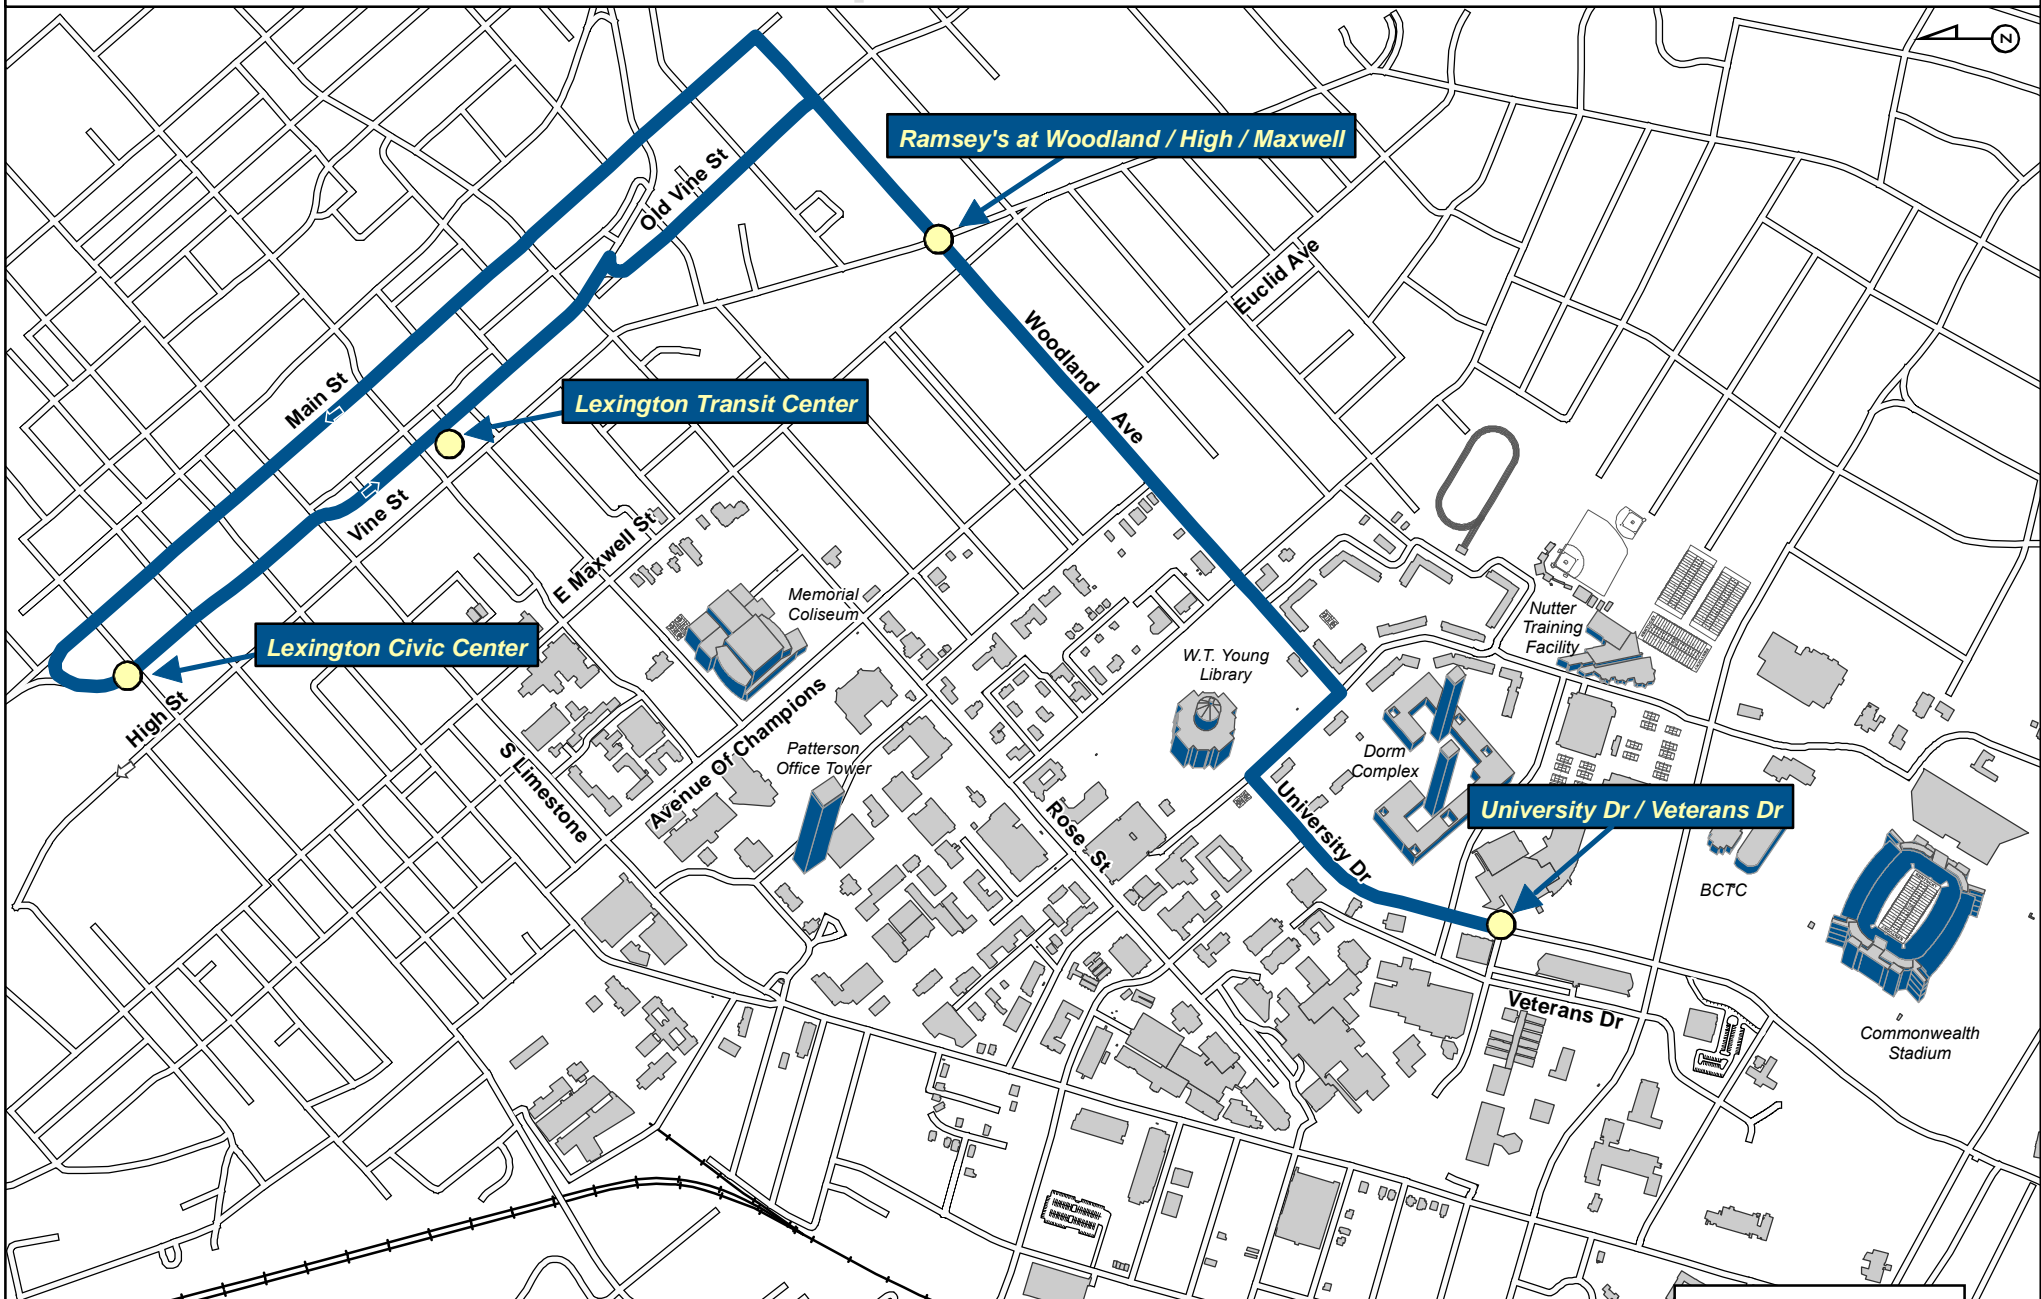 N
Ramsey's at Woodland / High / Maxwell
Old Vine St
Euclid Ave
Woodland Ave
Main St
Lexington Transit Center
Vine St
E Maxwell St
Memorial
Coliseum
Nutter
Training
Facility
Lexington Civic Center
W.T. Young
Library
High St
Avenue Of Champions
Patterson
Office Tower
S Limestone
Dorm
Complex
University Dr / Veterans Dr
Rose St
University Dr
BCTC
Veterans Dr
Commonwealth
Stadium